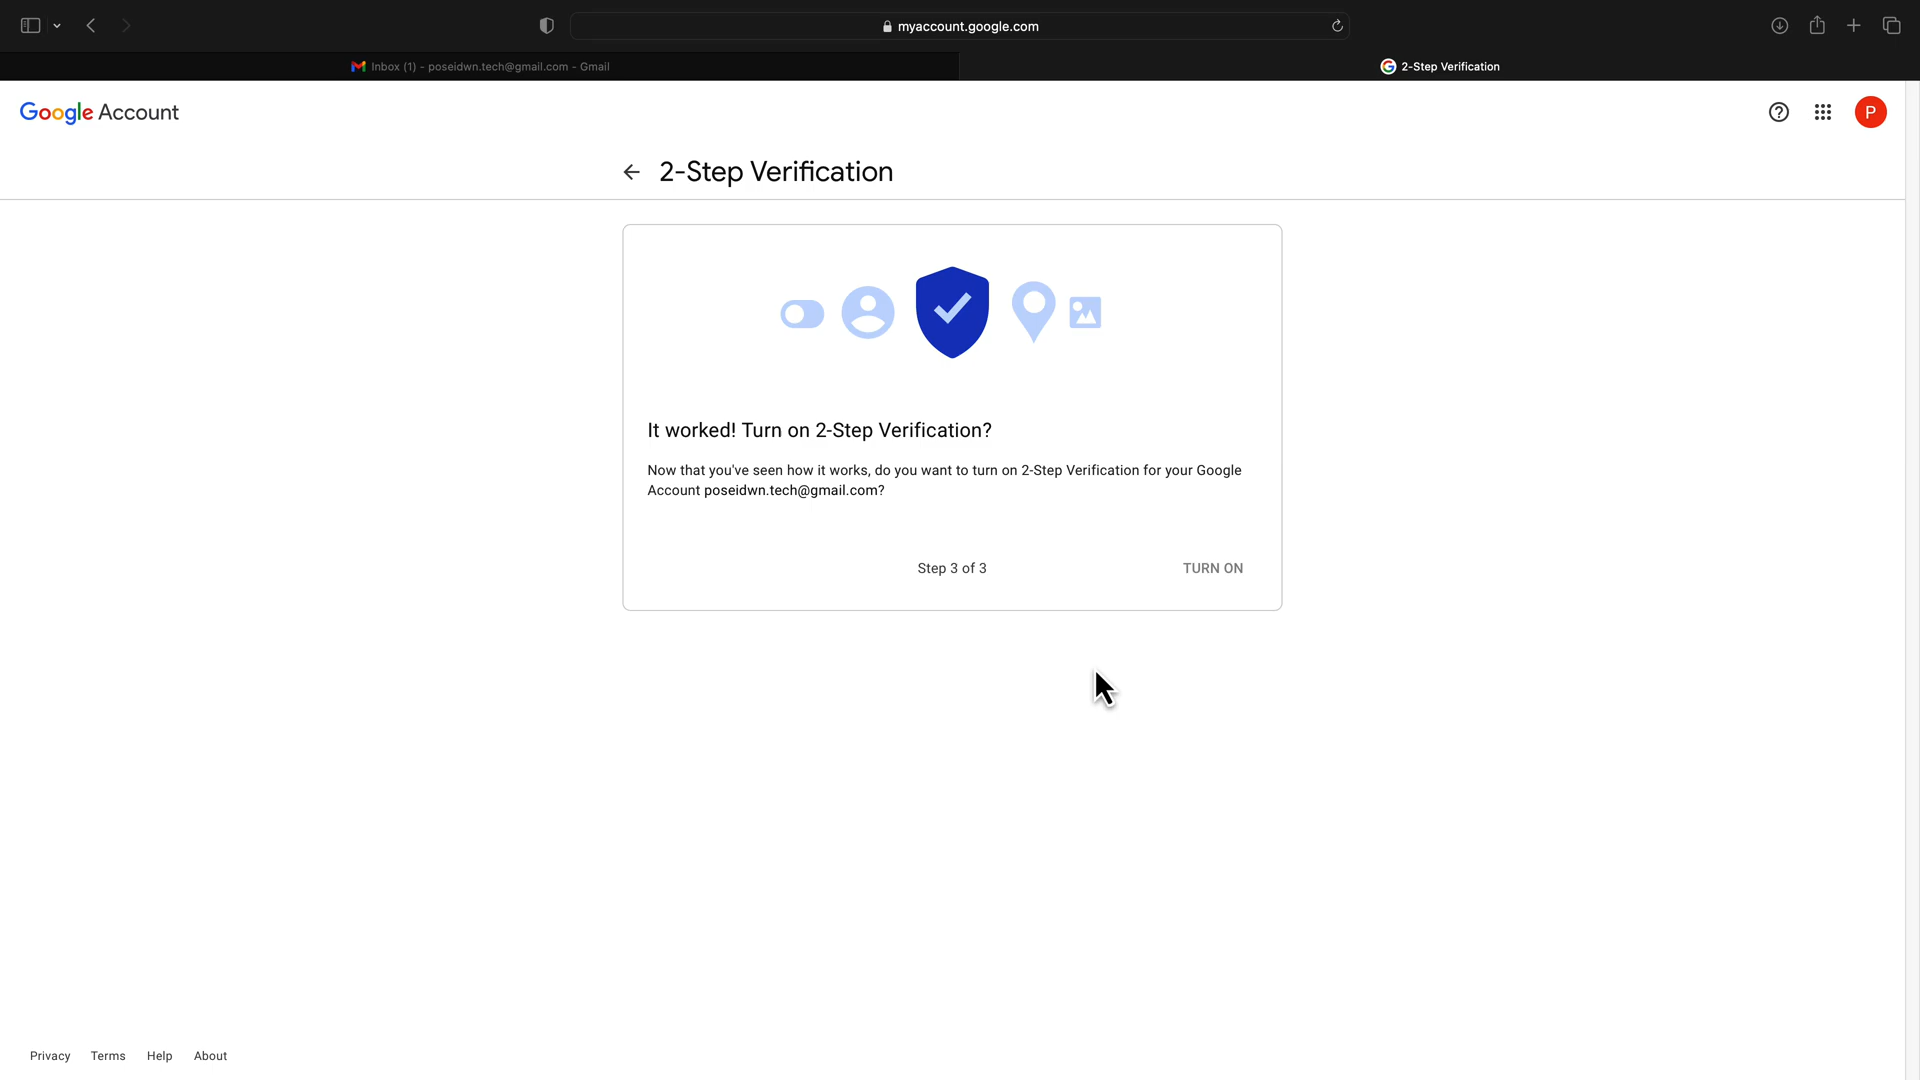 myaccount.google.com
Inbox (1) - poseidwn.tech@gmail.com - Gmail
2-Step Verification
Google Account
P
2-Step Verification
It worked! Turn on 2-Step Verification?
Now that you've seen how it works, do you want to turn on 2-Step Verification for your Google
Account poseidwn.tech@gmail.com?
Step 3 of 3
TURN ON
Privacy Terms Help About